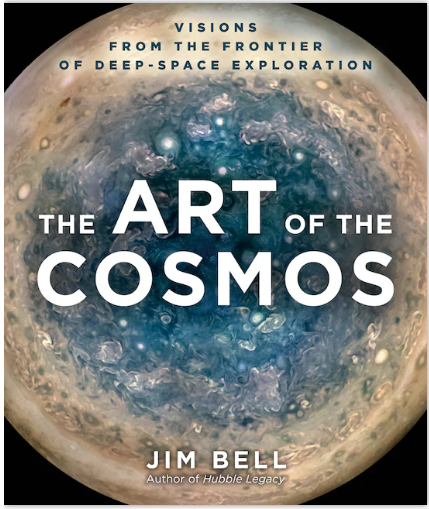 VISIONS
FROM THE FRONTIER
OF DEEP-SPACE EXPLORATION
THE ART OF THE
COSMOS
JIM BELL
Author of Hubble Legacy